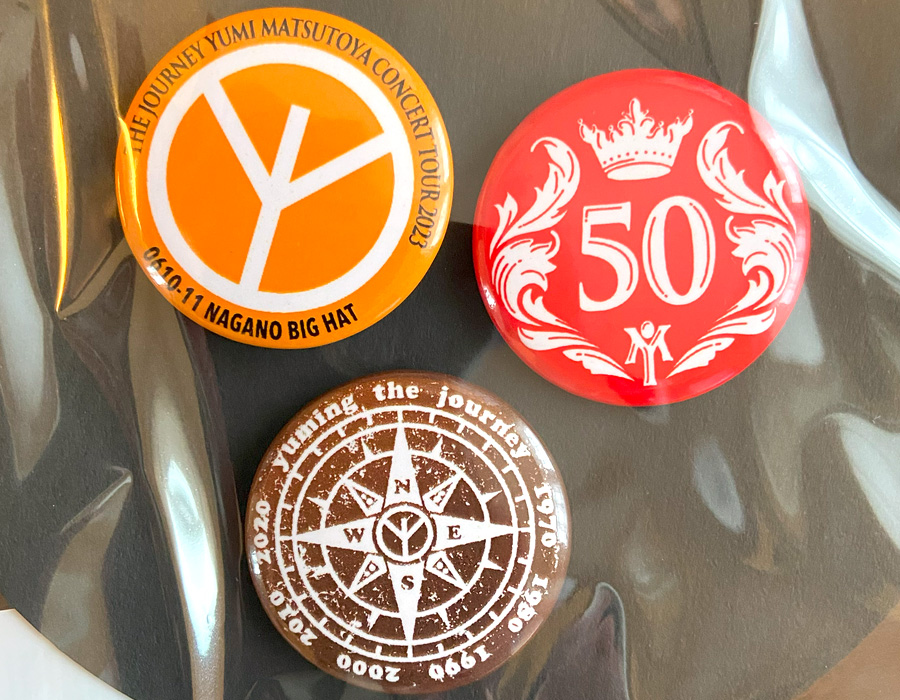 THE JOURNEY YUMI MATSUTOYA CONCERT TOUR 2023
0610-11 NAGANO BIG HAT
50
YM
yuming the journey
1970 1980 1990 2000 2010 2020
N
W E
S